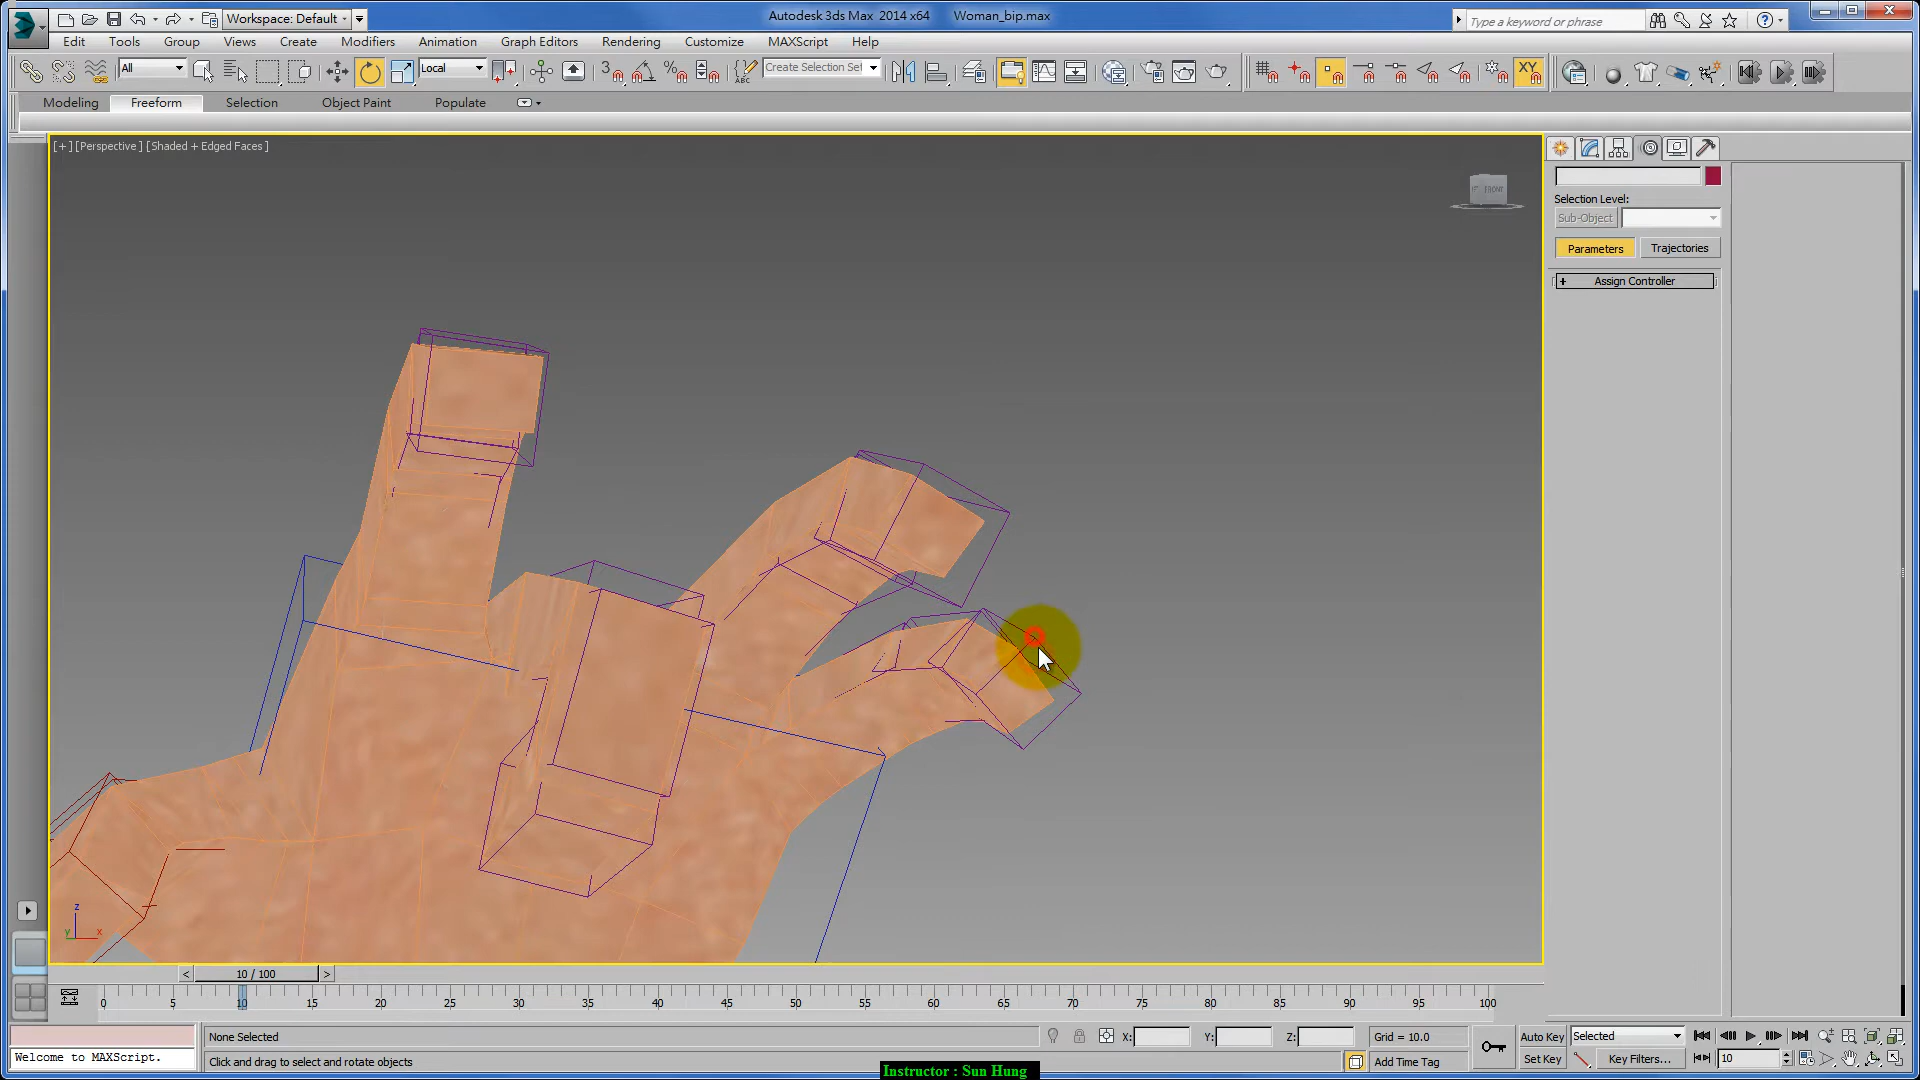 Workspace: Default
Autodesk 3ds Max 2014 x64 Woman_bip.max
Type a keyword or phrase
Edit Tools Group Views Create Modifiers Animation Graph Editors Rendering Customize MAXScript Help
All Local Create Selection Set XY
Modeling Freeform Selection Object Paint Populate
[+] [Perspective] [Shaded + Edged Faces]
FRONT
Selection Level:
Sub-Object
Parameters Trajectories
+ Assign Controller
z
y x
< 10 / 100 >
0 5 10 15 20 25 30 35 40 45 50 55 60 65 70 75 80 85 90 95 100
None Selected X: Y: Z: Grid = 10.0 Auto Key Selected
Welcome to MAXScript. Click and drag to select and rotate objects Add Time Tag Set Key Key Filters... 10
Instructor : Sun Hung